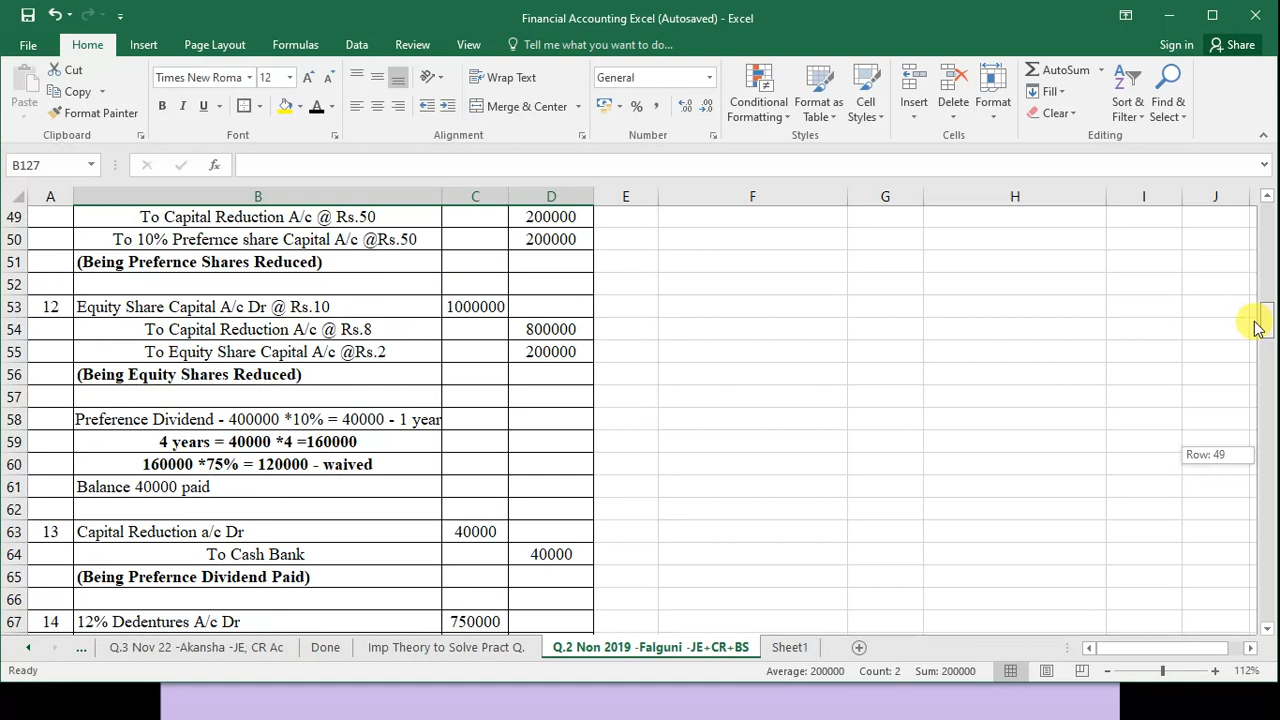 Financial Accounting Excel (Autosaved) - Excel
File Home Insert Page Layout Formulas Data Review View Tell me what you want to do... Sign in Share
Paste Cut Copy Format Painter
Times New Roma 12 B I U A
Wrap Text Merge & Center
General % ,
Conditional Formatting Format as Table Cell Styles
Insert Delete Format
AutoSum Fill Clear Sort & Filter Find & Select
Clipboard Font Alignment Number Styles Cells Editing
B127 fx
A B C D E F G H I J
49 To Capital Reduction A/c @ Rs.50 200000
50 To 10% Prefernce share Capital A/c @Rs.50 200000
51 (Being Prefernce Shares Reduced)
52
53 12 Equity Share Capital A/c Dr @ Rs.10 1000000
54 To Capital Reduction A/c @ Rs.8 800000
55 To Equity Share Capital A/c @Rs.2 200000
56 (Being Equity Shares Reduced)
57
58 Preference Dividend - 400000 *10% = 40000 - 1 year
59 4 years = 40000 *4 =160000
60 160000 *75% = 120000 - waived Row: 49
61 Balance 40000 paid
62
63 13 Capital Reduction a/c Dr 40000
64 To Cash Bank 40000
65 (Being Prefernce Dividend Paid)
66
67 14 12% Dedentures A/c Dr 750000
... Q.3 Nov 22 -Akansha -JE, CR Ac Done Imp Theory to Solve Pract Q. Q.2 Non 2019 -Falguni -JE+CR+BS Sheet1
Ready Average: 200000 Count: 2 Sum: 200000 112%